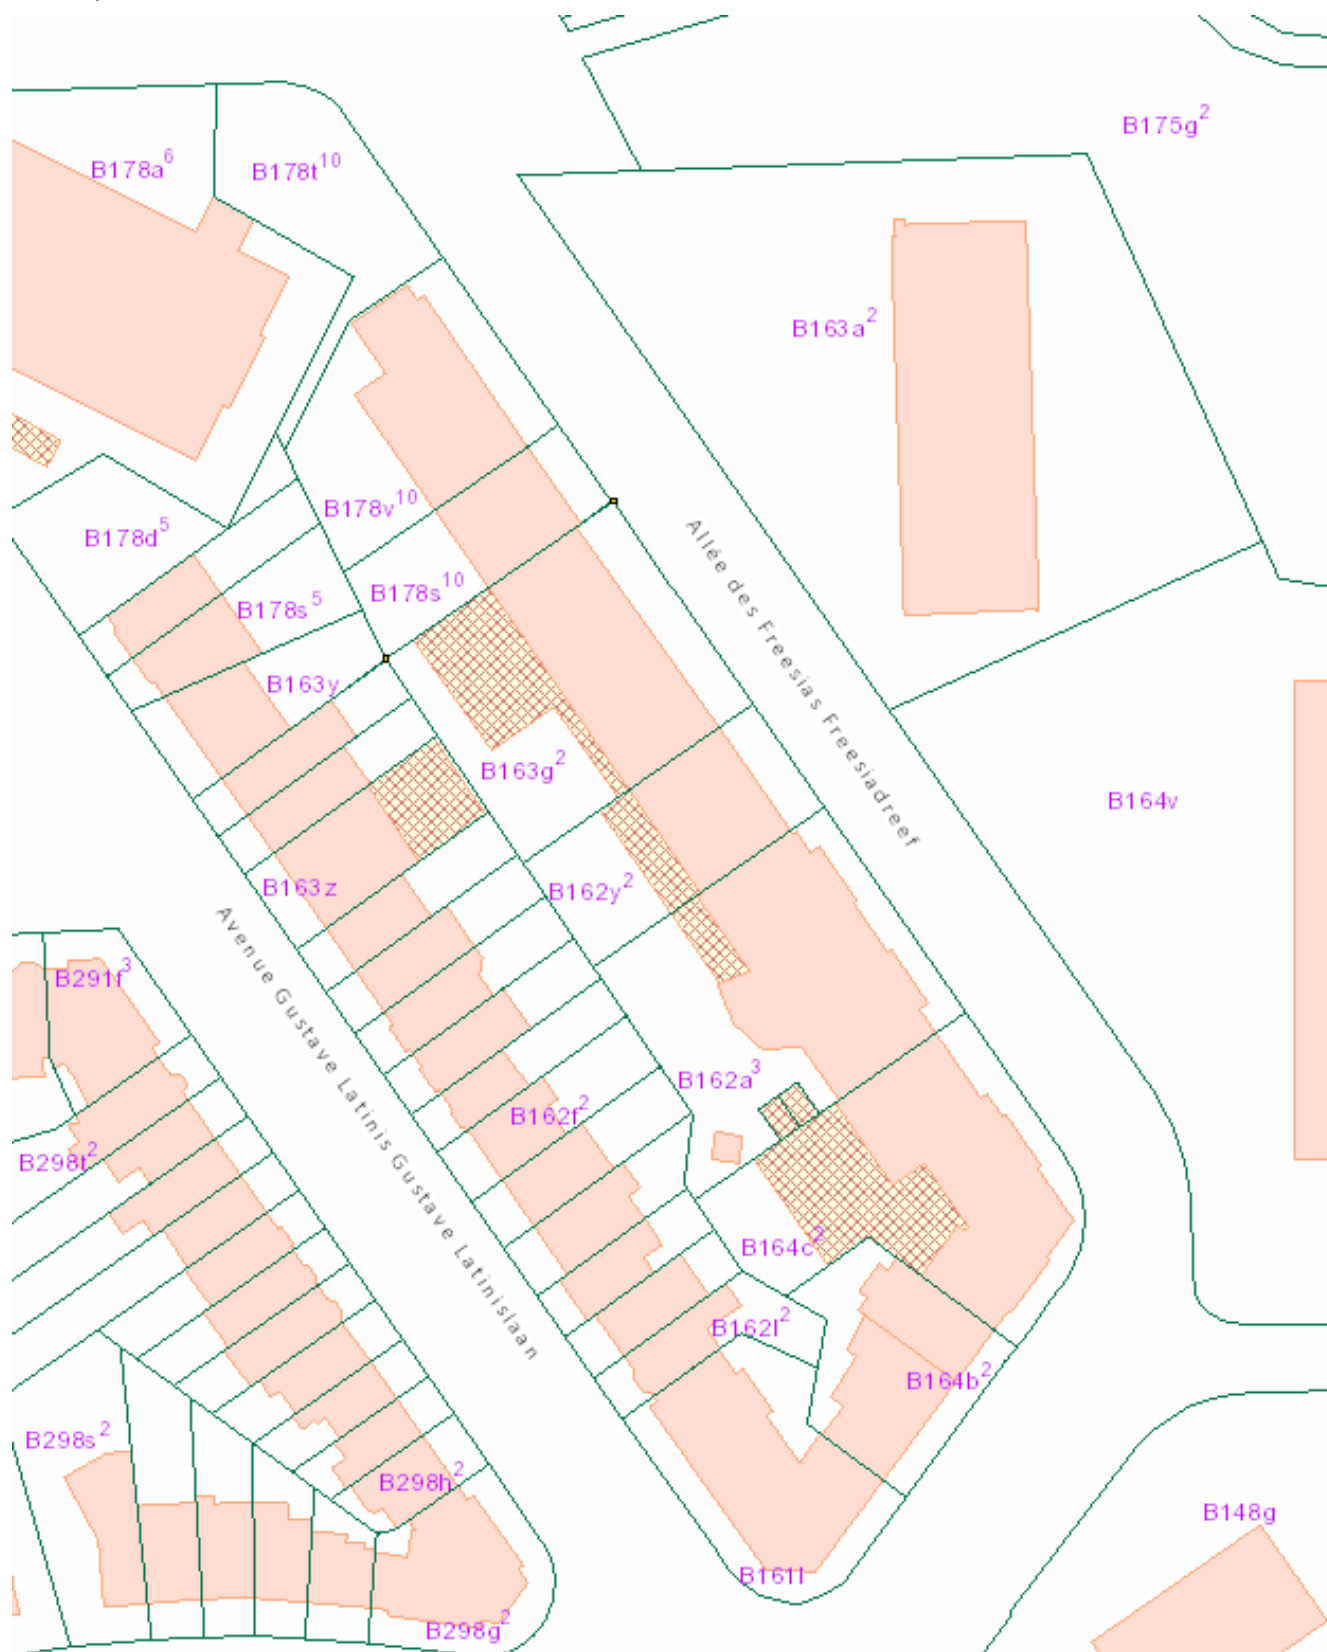 B175g²
B178a⁶
B178t¹⁰
B163a²
B178v¹⁰
B178d⁵
B178s¹⁰
B178s⁵
B163y
Allée des Freesias Freesiadreef
B163g²
B164v
B163z
B162y²
Avenue Gustave Latinis Gustave Latinislaan
B291f³
B162a³
B162f²
B298t²
B164c²
B162l²
B164b²
B298s²
B298h²
B148g
B161l
B298g²